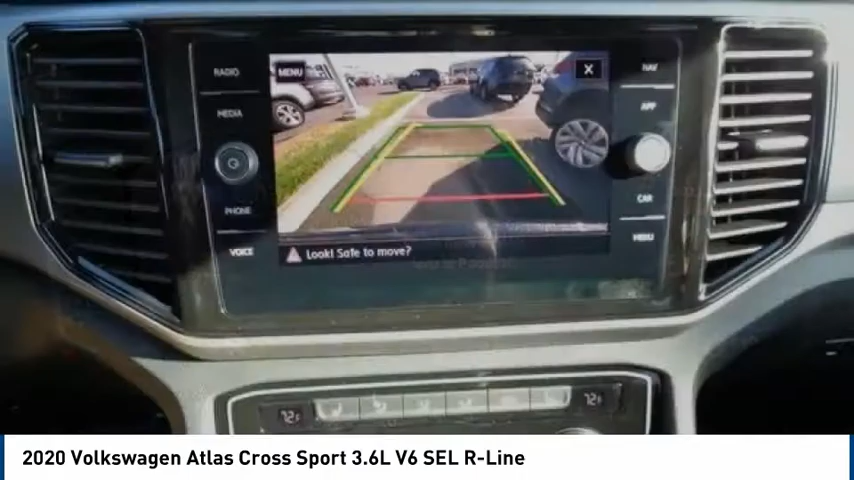 RADIO
MENU
X
NAV
MEDIA
APP
PHONE
CAR
VOICE
MENU
Look! Safe to move?
72°F
72°F
2020 Volkswagen Atlas Cross Sport 3.6L V6 SEL R-Line